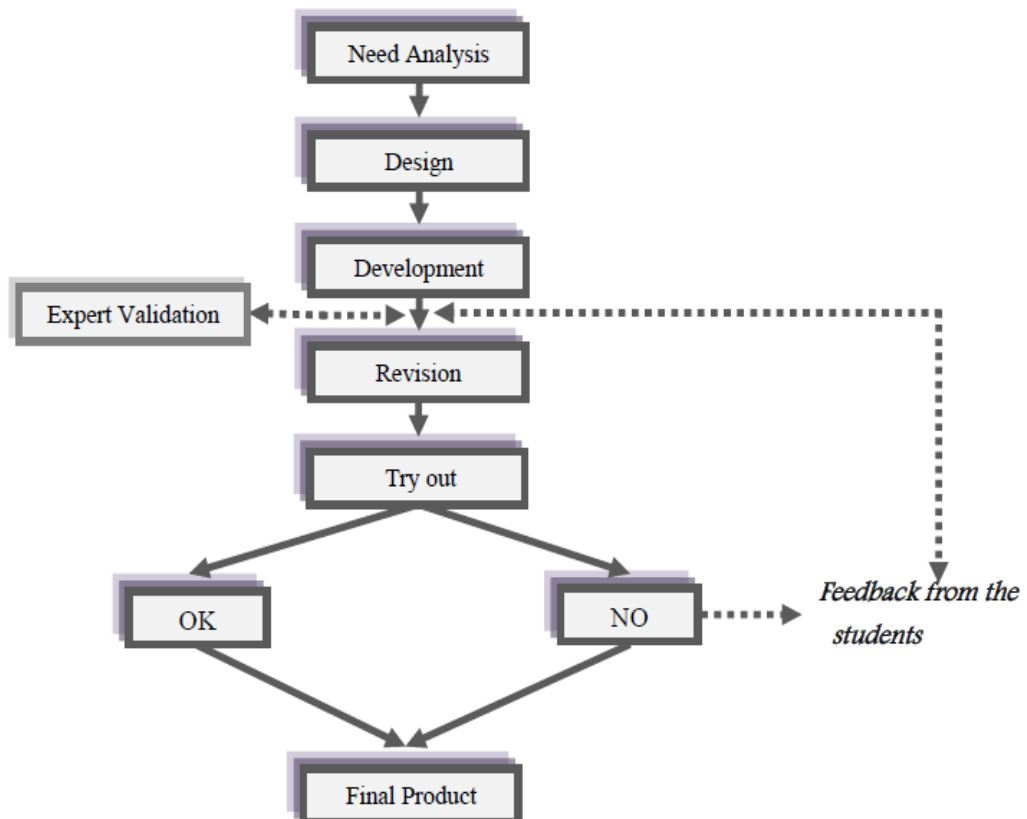 Need Analysis
Design
Development
Expert Validation
Revision
Try out
OK
NO
Feedback from the
students
Final Product